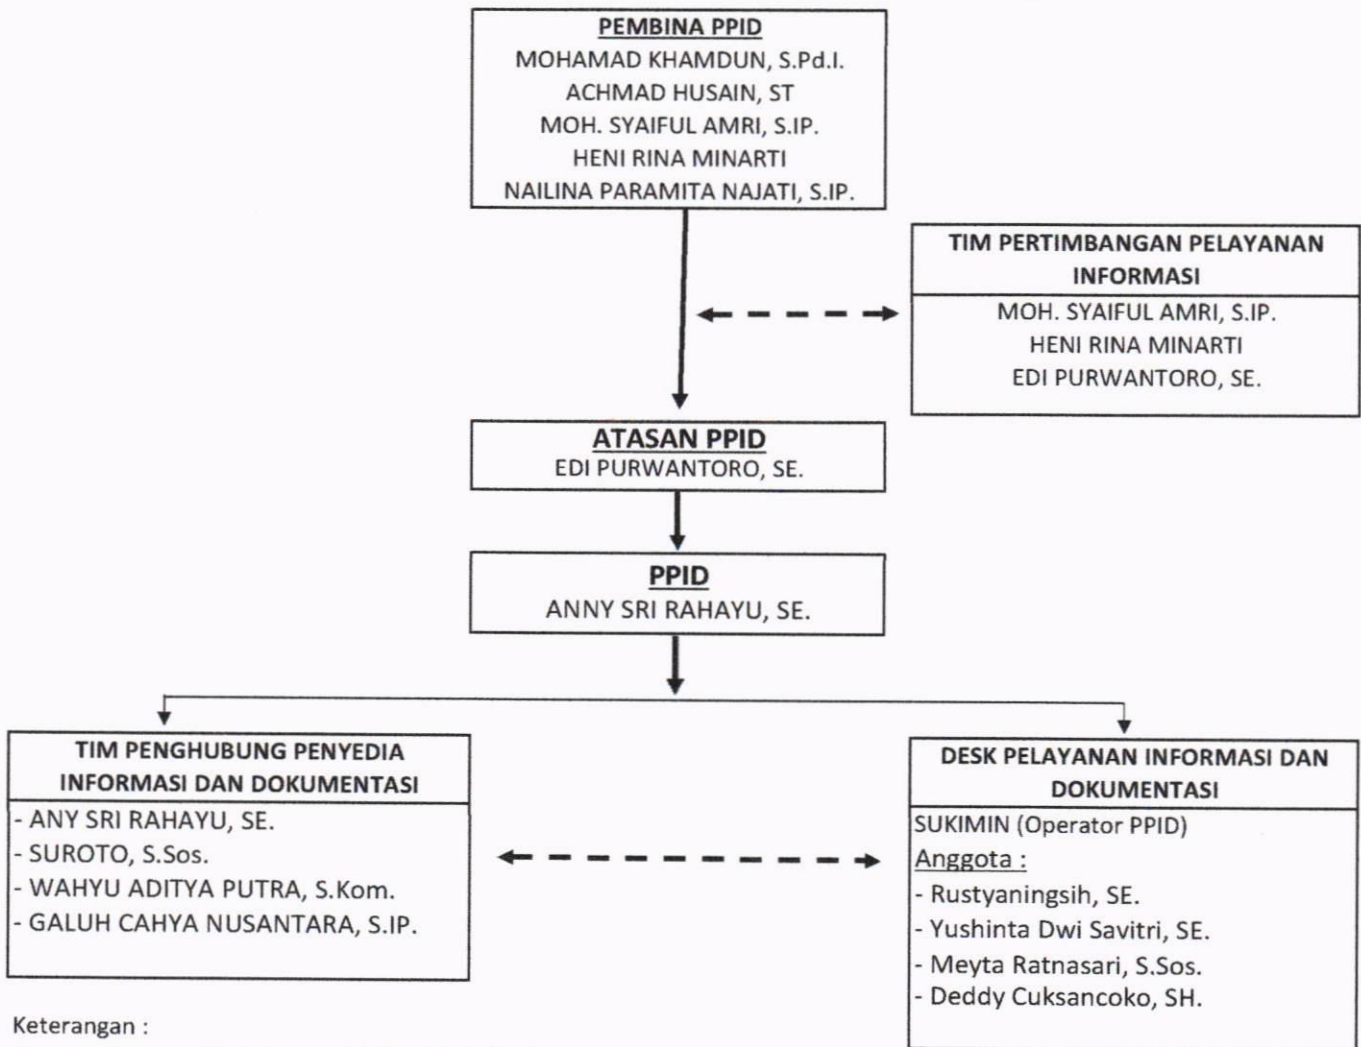 PEMBINA PPID
MOHAMAD KHAMDUN, S.Pd.I.
ACHMAD HUSAIN, ST
MOH. SYAIFUL AMRI, S.IP.
HENI RINA MINARTI
NAILINA PARAMITA NAJATI, S.IP.
TIM PERTIMBANGAN PELAYANAN
INFORMASI
MOH. SYAIFUL AMRI, S.IP.
HENI RINA MINARTI
EDI PURWANTORO, SE.
ATASAN PPID
EDI PURWANTORO, SE.
PPID
ANNY SRI RAHAYU, SE.
TIM PENGHUBUNG PENYEDIA
INFORMASI DAN DOKUMENTASI
- ANY SRI RAHAYU, SE.
- SUROTO, S.Sos.
- WAHYU ADITYA PUTRA, S.Kom.
- GALUH CAHYA NUSANTARA, S.IP.
DESK PELAYANAN INFORMASI DAN
DOKUMENTASI
SUKIMIN (Operator PPID)
Anggota :
- Rustyaningsih, SE.
- Yushinta Dwi Savitri, SE.
- Meyta Ratnasari, S.Sos.
- Deddy Cuksancoko, SH.
Keterangan :